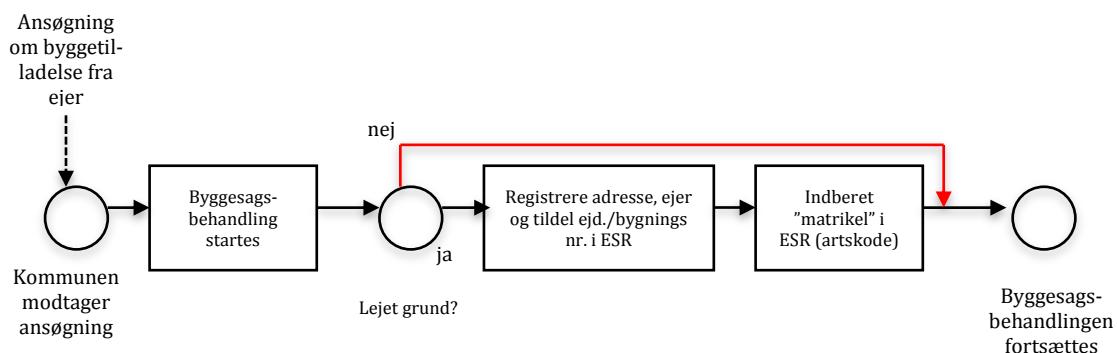 Ansøgning
om byggetil-
ladelse fra
ejer
nej
Byggesags-
behandling
startes
Registrere adresse, ejer
og tildel ejd./bygnings
nr. i ESR
Indberet
”matrikel” i
ESR (artskode)
ja
Kommunen
modtager
ansøgning
Lejet grund?
Byggesags-
behandlingen
fortsættes